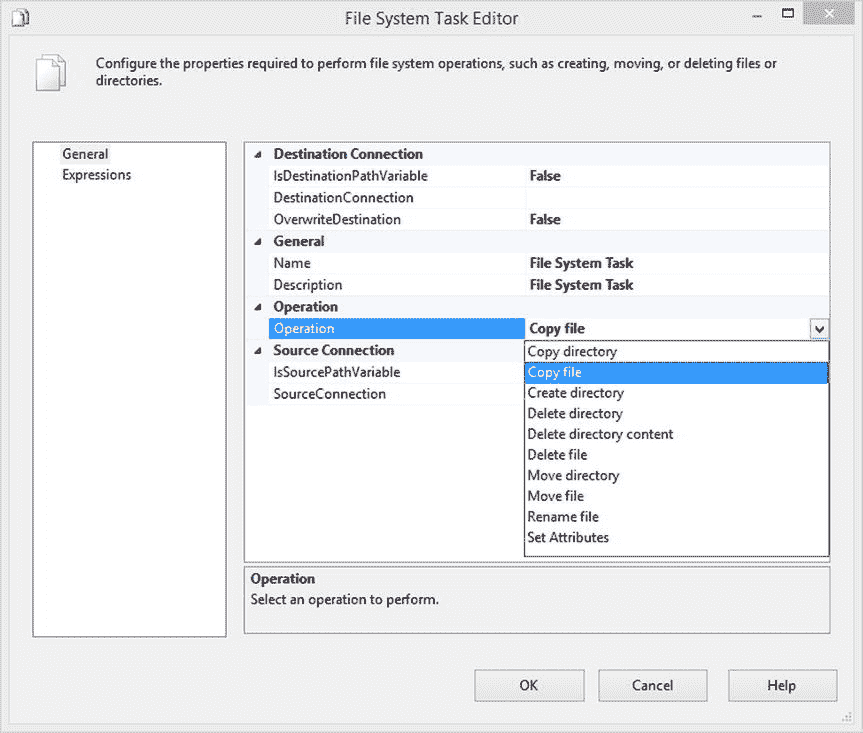 File System Task Editor
Configure the properties required to perform file system operations, such as creating, moving, or deleting files or
directories.
General
Expressions
Destination Connection
IsDestinationPathVariable False
DestinationConnection
OverwriteDestination False
General
Name File System Task
Description File System Task
Operation
Operation Copy file
Source Connection
IsSourcePathVariable
SourceConnection
Copy directory
Copy file
Create directory
Delete directory
Delete directory content
Delete file
Move directory
Move file
Rename file
Set Attributes
Operation
Select an operation to perform.
OK Cancel Help